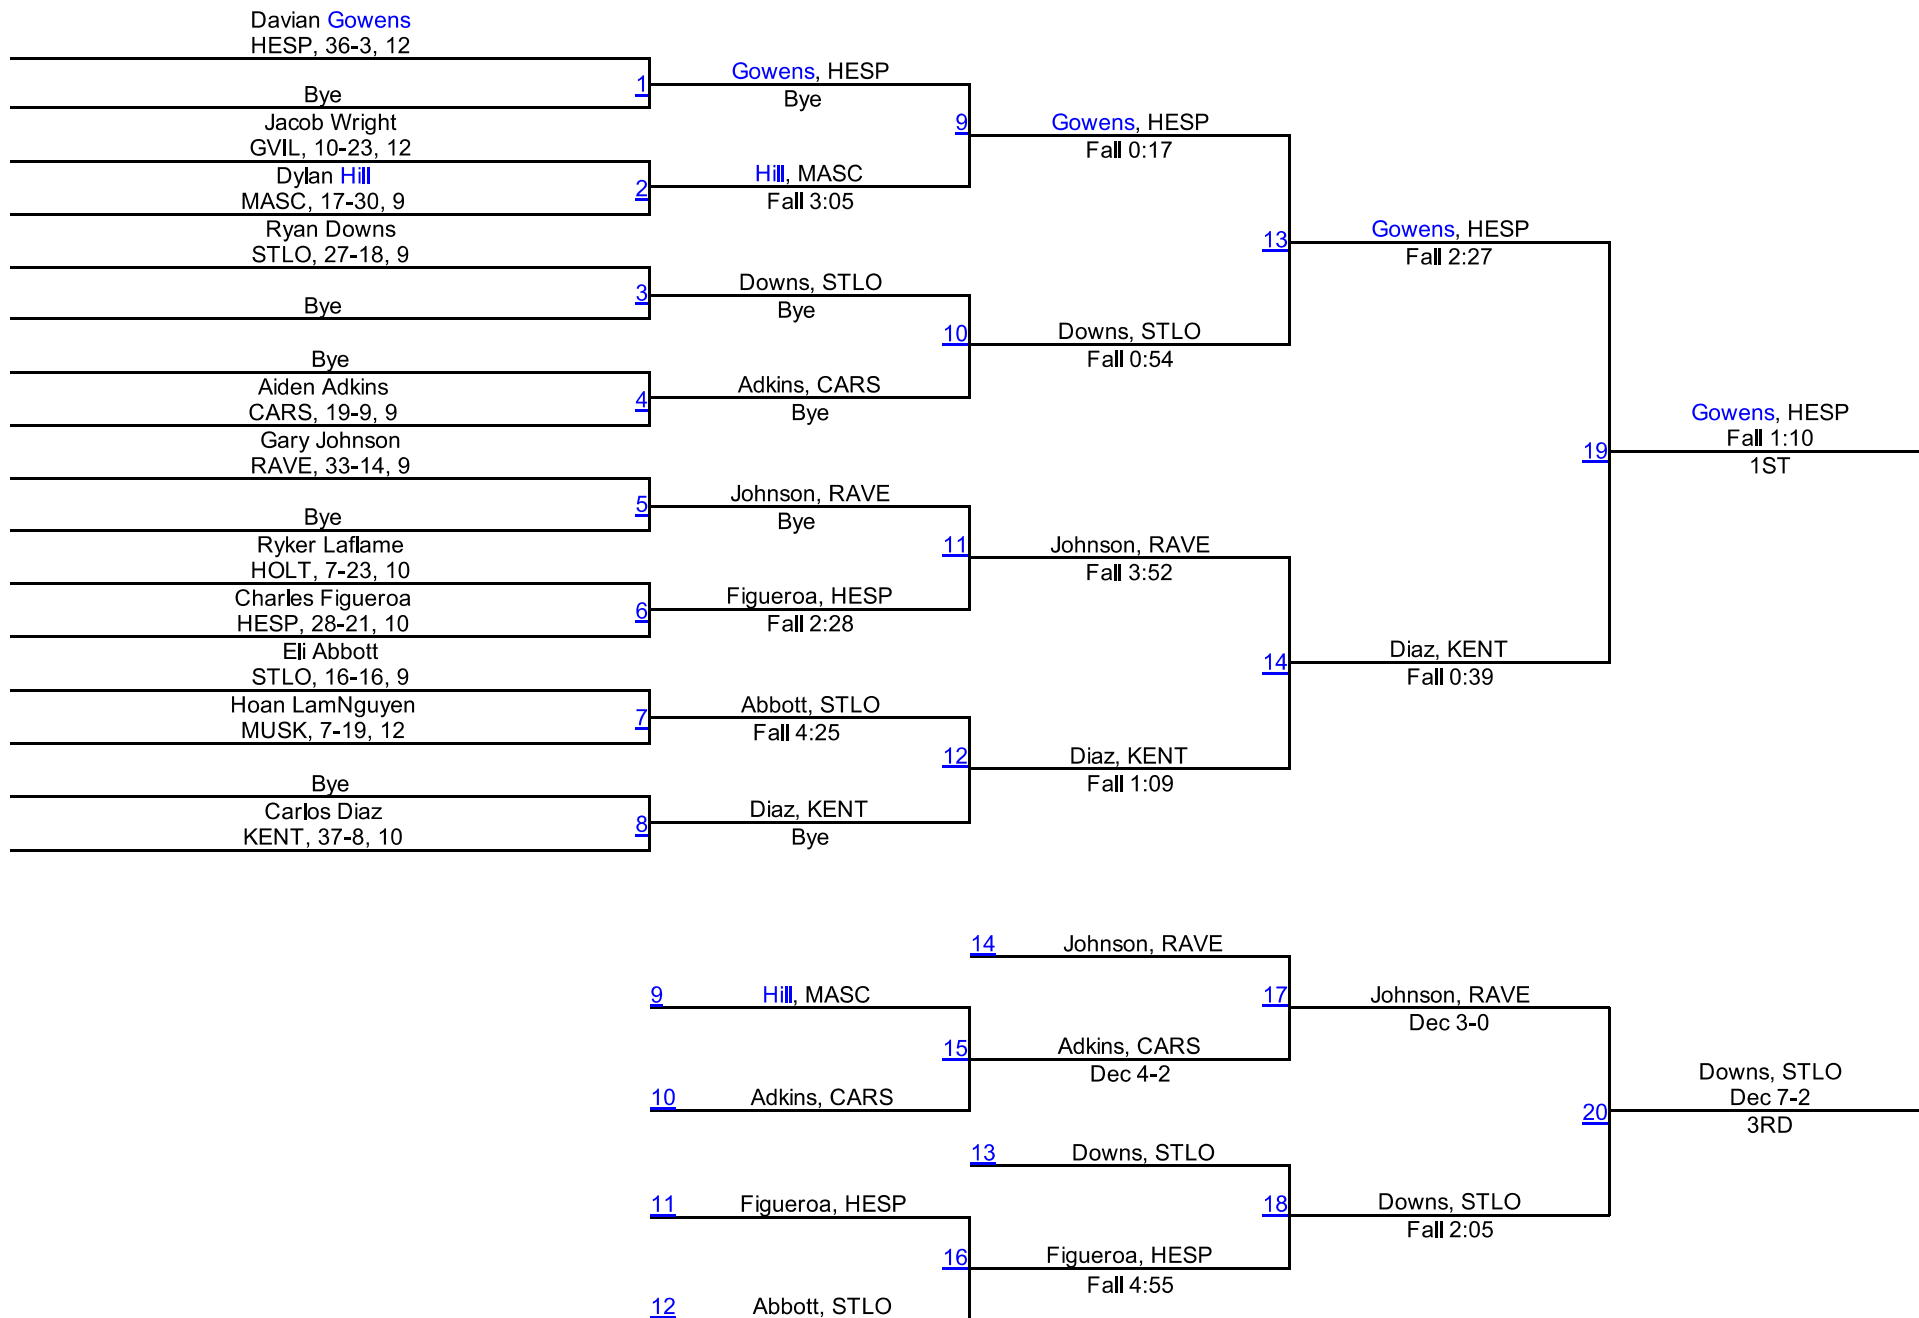 Davian Gowens
HESP, 36-3, 12
Bye
1
Jacob Wright
GVIL, 10-23, 12
Dylan Hill
MASC, 17-30, 9
2
Ryan Downs
STLO, 27-18, 9
Bye
3
Bye
Aiden Adkins
CARS, 19-9, 9
4
Gary Johnson
RAVE, 33-14, 9
Bye
5
Ryker Laflame
HOLT, 7-23, 10
Charles Figueroa
HESP, 28-21, 10
6
Eli Abbott
STLO, 16-16, 9
Hoan LamNguyen
MUSK, 7-19, 12
7
Bye
Carlos Diaz
KENT, 37-8, 10
8
Gowens, HESP
Bye
9
Hill, MASC
Fall 3:05
Downs, STLO
Bye
10
Adkins, CARS
Bye
Johnson, RAVE
Bye
11
Figueroa, HESP
Fall 2:28
Abbott, STLO
Fall 4:25
12
Diaz, KENT
Bye
Gowens, HESP
Fall 0:17
13
Downs, STLO
Fall 0:54
Johnson, RAVE
Fall 3:52
14
Diaz, KENT
Fall 1:09
Gowens, HESP
Fall 2:27
19
Diaz, KENT
Fall 0:39
Gowens, HESP
Fall 1:10
1ST
14
Johnson, RAVE
9
Hill, MASC
15
10
Adkins, CARS
17
Adkins, CARS
Dec 4-2
Johnson, RAVE
Dec 3-0
13
Downs, STLO
11
Figueroa, HESP
16
12
Abbott, STLO
18
Figueroa, HESP
Fall 4:55
Downs, STLO
Fall 2:05
20
Downs, STLO
Dec 7-2
3RD